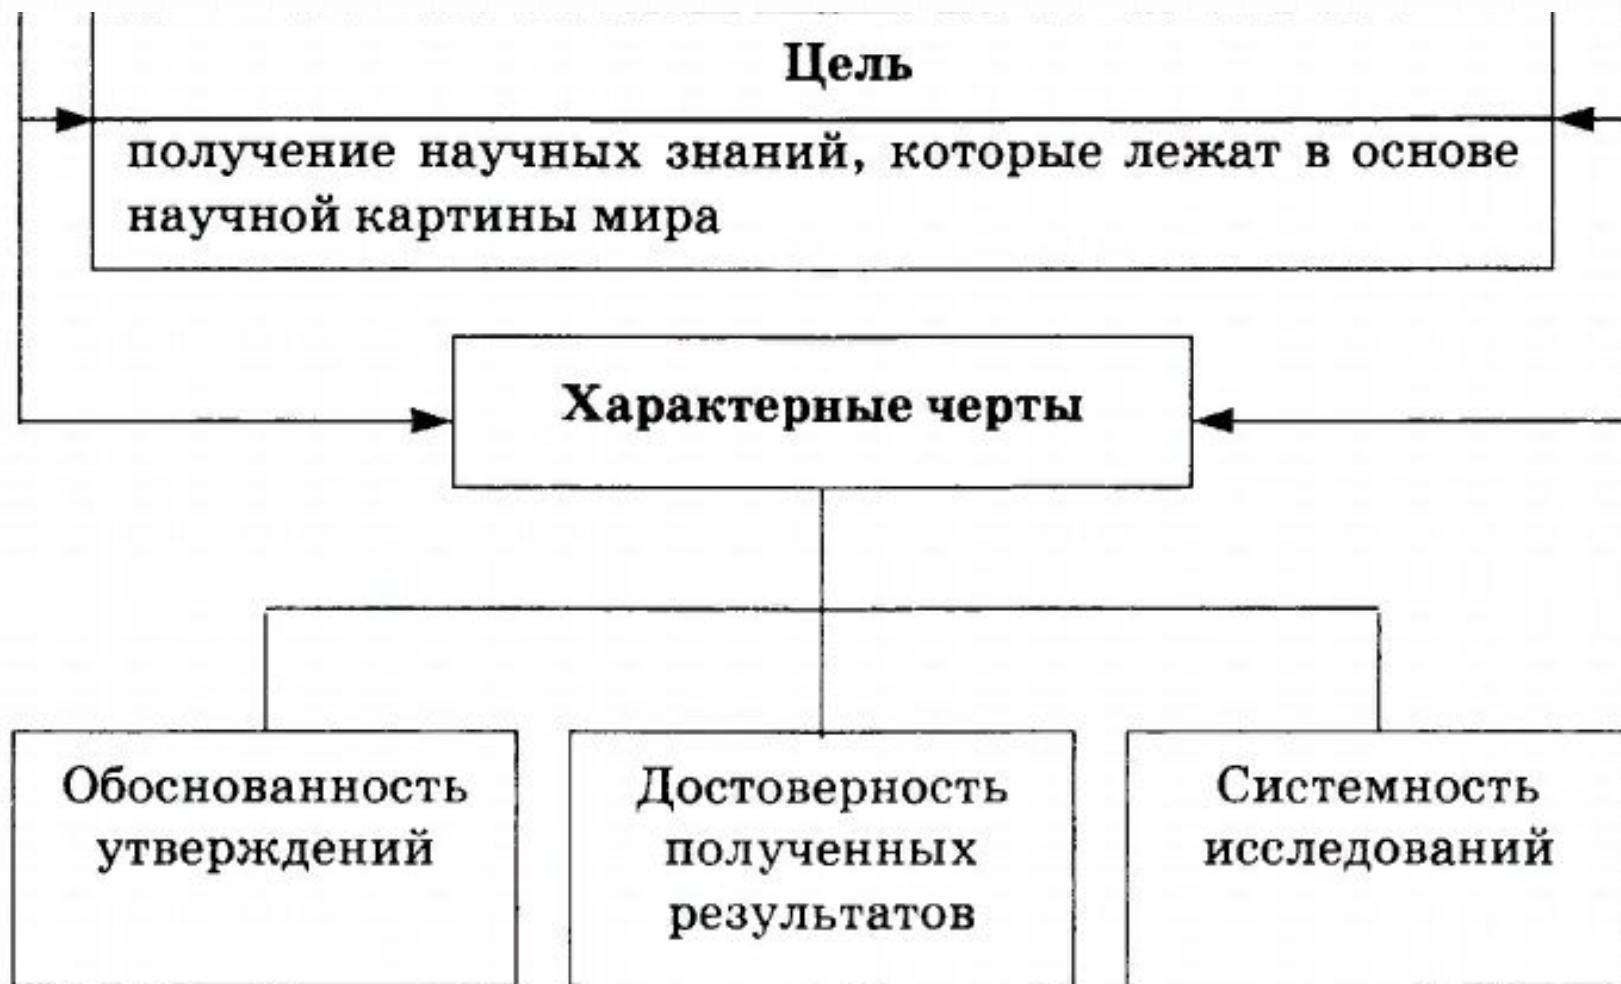 Цель
получение научных знаний, которые лежат в основе
научной картины мира
Характерные черты
Обоснованность
утверждений
Достоверность
полученных
результатов
Системность
исследований